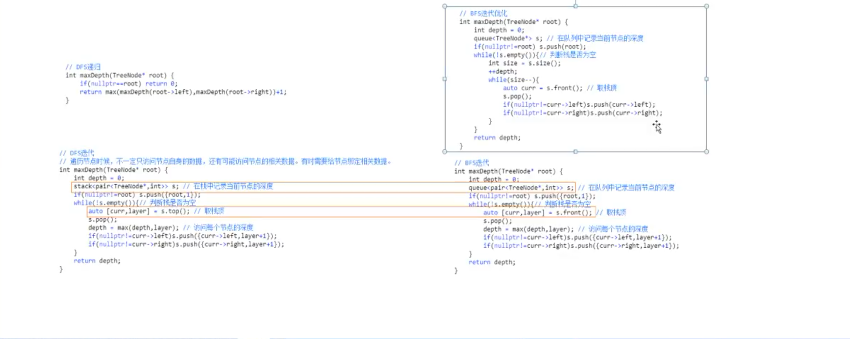 // DFS递归
int maxDepth(TreeNode* root) {
if(nullptr==root) return 0;
return max(maxDepth(root->left),maxDepth(root->right))+1;
}
// BFS迭代优化
int maxDepth(TreeNode* root) {
int depth = 0;
queue<TreeNode*> s; // 在队列中记录当前节点的深度
if(nullptr!=root) s.push(root);
while(!s.empty()){// 判断栈是否为空
int size = s.size();
++depth;
while(size--){
auto curr = s.front(); // 取栈顶
s.pop();
if(nullptr!=curr->left)s.push(curr->left);
if(nullptr!=curr->right)s.push(curr->right);
}
}
return depth;
}
// DFS迭代
// 遍历节点时候，不一定只访问节点自身的数据，还有可能访问节点的相关数据，有时需要给节点绑定相关数据。
int maxDepth(TreeNode* root) {
int depth = 0;
stack<pair<TreeNode*,int>> s; // 在栈中记录当前节点的深度
if(nullptr!=root) s.push({root,1});
while(!s.empty()){// 判断栈是否为空
auto [curr,layer] = s.top(); // 取栈顶
s.pop();
depth = max(depth,layer); // 访问每个节点的深度
if(nullptr!=curr->left)s.push({curr->left,layer+1});
if(nullptr!=curr->right)s.push({curr->right,layer+1});
}
return depth;
}
// BFS迭代
int maxDepth(TreeNode* root) {
int depth = 0;
queue<pair<TreeNode*,int>> s; // 在队列中记录当前节点的深度
if(nullptr!=root) s.push({root,1});
while(!s.empty()){// 判断栈是否为空
auto [curr,layer] = s.front(); // 取栈顶
s.pop();
depth = max(depth,layer); // 访问每个节点的深度
if(nullptr!=curr->left)s.push({curr->left,layer+1});
if(nullptr!=curr->right)s.push({curr->right,layer+1});
}
return depth;
}